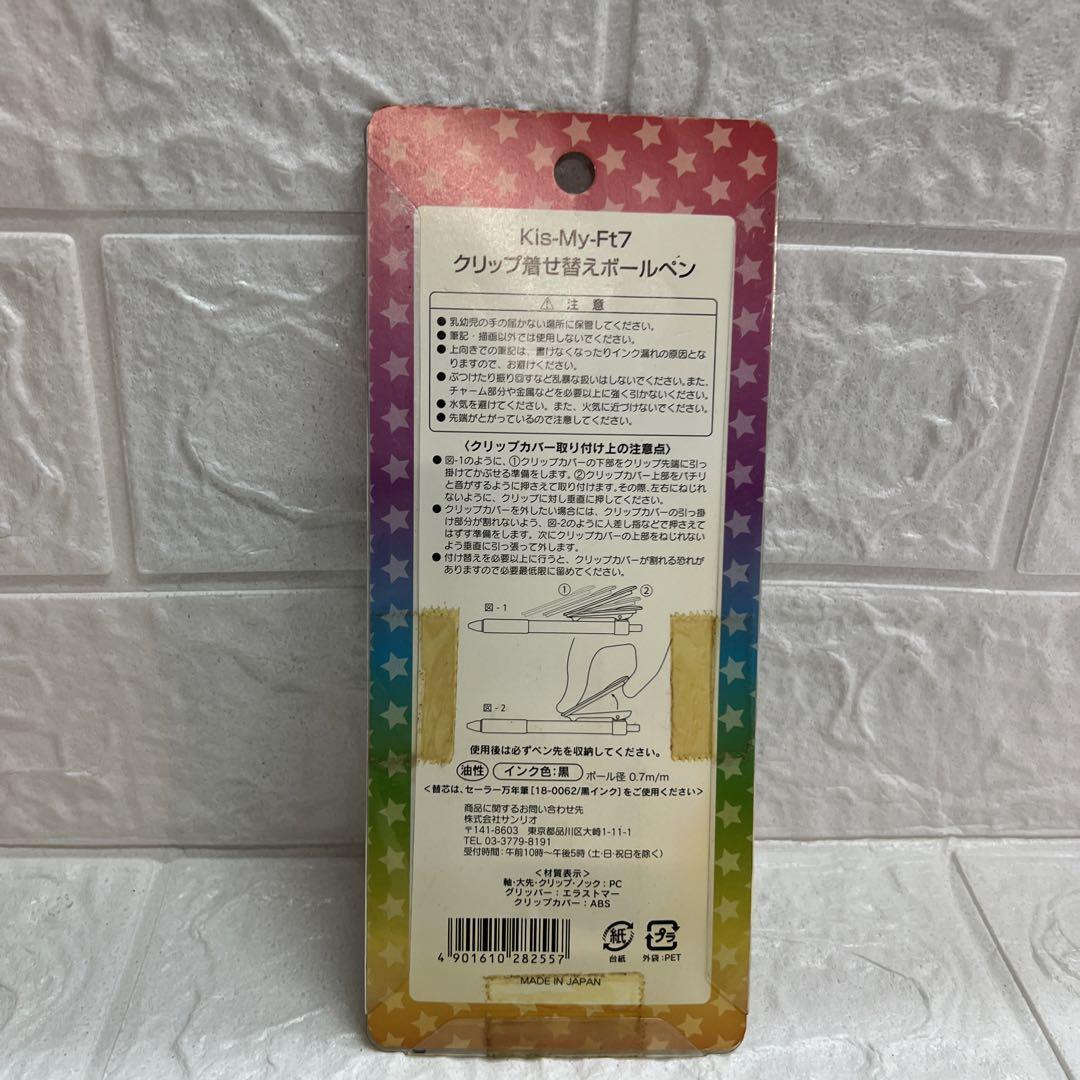 Kis-My-Ft7
クリップ着せ替えボールペン
⚠ 注 意
● 乳幼児の手の届かない場所に保管してください。
● 筆記・描画以外では使用しないでください。
● 上向きでの筆記は、書けなくなったりインク漏れの原因とな
りますので、お避けください。
● ぶつけたり振り回すなど乱暴な扱いはしないでください。また、
チャーム部分や金属などを必要以上に強く引かないください。
● 水気を避けてください。また、火気に近づけないでください。
● 先端がとがっているので注意してください。
〈クリップカバー取り付け上の注意点〉
● 図-1のように、①クリップカバーの下部をクリップ先端に引っ
掛けてかぶせる準備をします。②クリップカバー上部をパチリ
と音がするように押さえて取り付けます。その際、左右にねじれ
ないように、クリップに対し垂直に押してください。
● クリップカバーを外したい場合には、クリップカバーの引っ掛
け部分が割れないよう、図-2のように人差し指などで押さえて
はずす準備をします。次にクリップカバーの上部をねじれない
よう垂直に引っ張って外します。
● 付け替えを必要以上に行うと、クリップカバーが割れる恐れが
ありますので必要最低限に留めてください。
① ②
図-1
図-2
使用後は必ずペン先を収納してください。
油性 インク色:黒 ボール径 0.7m/m
<替芯は、セーラー万年筆[18-0062/黒インク]をご使用ください>
商品に関するお問い合わせ先
株式会社サンリオ
〒141-8603 東京都品川区大崎1-11-1
TEL 03-3779-8191
受付時間:午前10時〜午後5時(土・日・祝日を除く)
<材質表示>
軸・大先・クリップ・ノック:PC
グリッパー:エラストマー
クリップカバー:ABS
紙 プラ
台紙 外袋:PET
4 901610 282557
MADE IN JAPAN